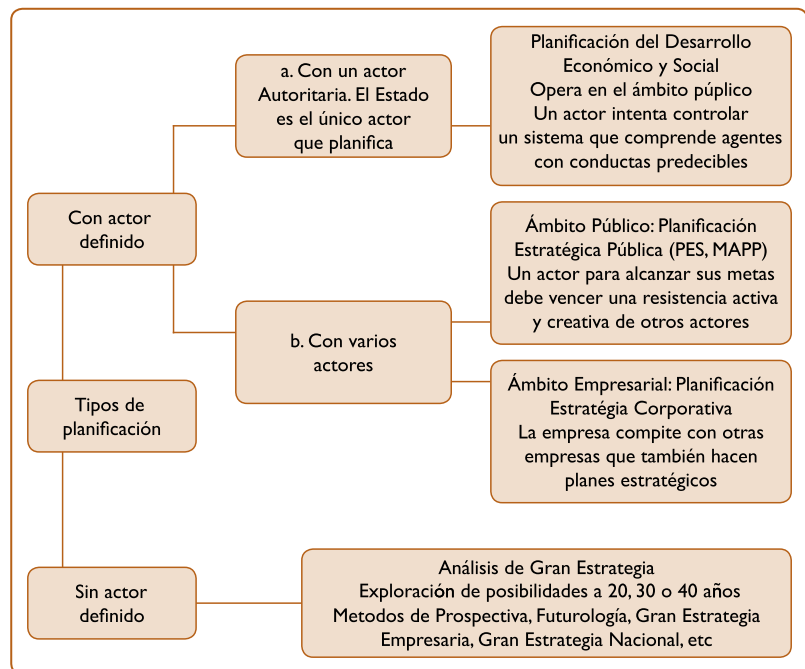 a. Con un actor
Autoritaria. El Estado
es el único actor
que planifica
Planificación del Desarrollo
Económico y Social
Opera en el ámbito púplico
Un actor intenta controlar
un sistema que comprende agentes
con conductas predecibles
Con actor
definido
b. Con varios
actores
Ámbito Público: Planificación
Estratégica Pública (PES, MAPP)
Un actor para alcanzar sus metas
debe vencer una resistencia activa
y creativa de otros actores
Ámbito Empresarial: Planificación
Estratégia Corporativa
La empresa compite con otras
empresas que también hacen
planes estratégicos
Tipos de
planificación
Sin actor
definido
Análisis de Gran Estrategia
Exploración de posibilidades a 20, 30 o 40 años
Metodos de Prospectiva, Futurología, Gran Estrategia
Empresaria, Gran Estrategia Nacional, etc